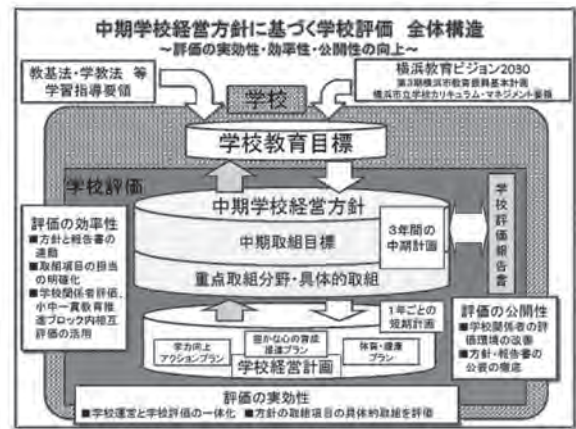 中期学校経営方針に基づく学校評価 全体構造
～評価の実効性・効率性・公開性の向上～
教基法・学教法 等
学習指導要領
横浜教育ビジョン2030
第3期横浜市教育振興基本計画
横浜市立学校カリキュラム・マネジメント要領
学校
学校教育目標
学校評価
中期学校経営方針
中期取組目標
重点取組分野・具体的取組
3年間の
中期計画
学校評価報告書
評価の効率性
■方針と報告書の
連動
■取組項目の担当
の明確化
■学校関係者評価、
小中一貫教育推
進ブロック内相互
評価の活用
1年ごとの
短期計画
学力向上
アクションプラン
豊かな心の育成
推進プラン
体育・健康
プラン
学校経営計画
評価の公開性
■学校関係者の評
価環境の改善
■方針・報告書の
公表の徹底
評価の実効性
■学校運営と学校評価の一体化 ■方針の取組項目の具体的取組を評価